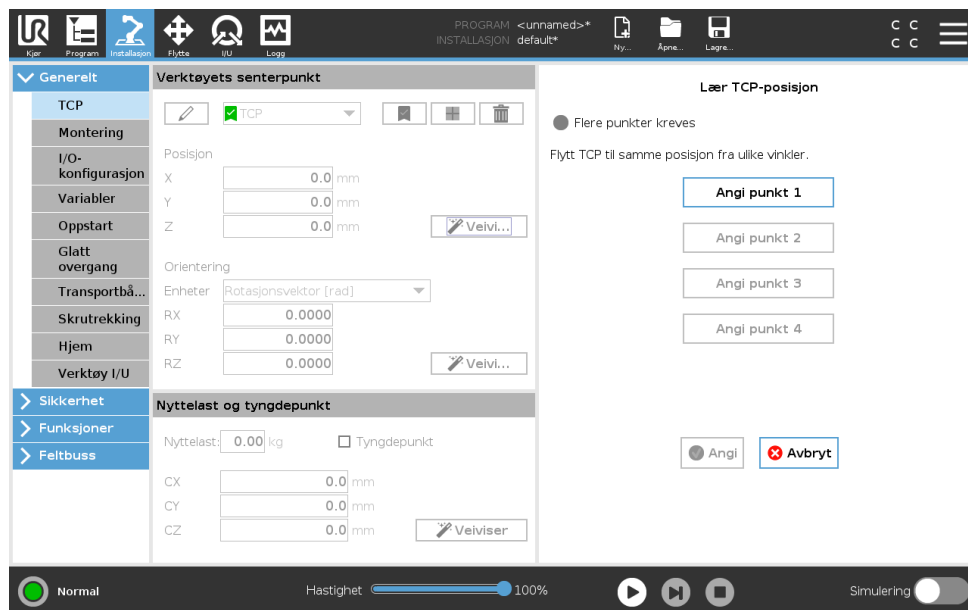 UR
PROGRAM <unnamed>*
INSTALLASJON default*
C C
C C
Kjør Program Installasjon Flytte I/U Logg Ny... Åpne... Lagre...
Generelt
TCP
Montering
I/O-
konfigurasjon
Variabler
Oppstart
Glatt
overgang
Transportbå...
Skrutrekking
Hjem
Verktøy I/U
Sikkerhet
Funksjoner
Feltbuss
Verktøyets senterpunkt
TCP
Posisjon
X 0.0 mm
Y 0.0 mm
Z 0.0 mm Veivi...
Orientering
Enheter Rotasjonsvektor [rad]
RX 0.0000
RY 0.0000
RZ 0.0000 Veivi...
Nyttelast og tyngdepunkt
Nyttelast: 0.00 kg Tyngdepunkt
CX 0.0 mm
CY 0.0 mm
CZ 0.0 mm Veiviser
Lær TCP-posisjon
Flere punkter kreves
Flytt TCP til samme posisjon fra ulike vinkler.
Angi punkt 1
Angi punkt 2
Angi punkt 3
Angi punkt 4
Angi Avbryt
Normal Hastighet 100% Simulering